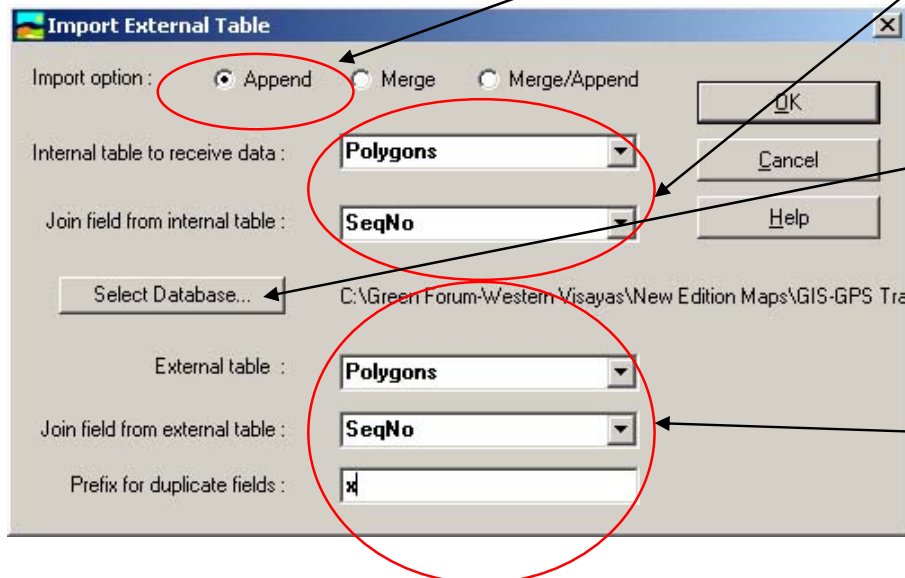 Import External Table
Import option : Append Merge Merge/Append
OK
Internal table to receive data : Polygons
Cancel
Join field from internal table : SeqNo
Help
Select Database... C:\Green Forum-Western Visayas\New Edition Maps\GIS-GPS Tra
External table : Polygons
Join field from external table : SeqNo
Prefix for duplicate fields : x